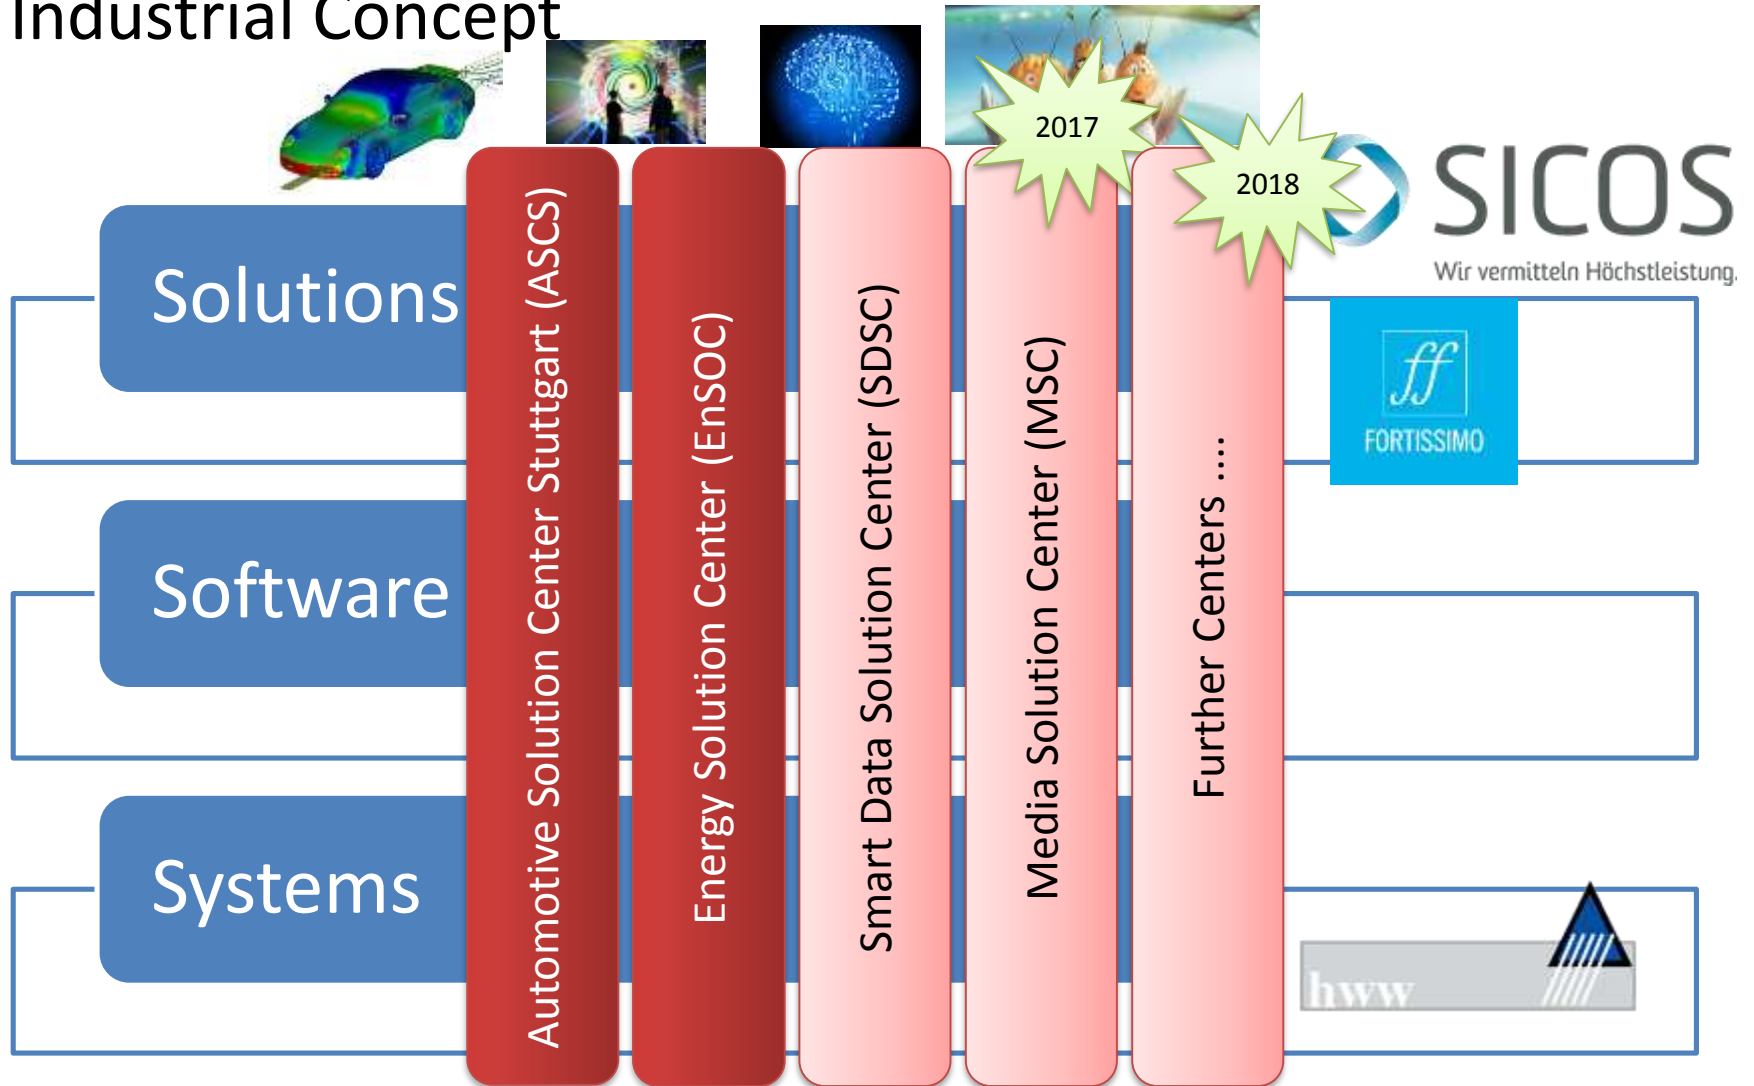 Industrial Concept
2017
2018
SICOS
Wir vermitteln Höchstleistung.
Solutions
Software
Systems
Automotive Solution Center Stuttgart (ASCS)
Energy Solution Center (EnSOC)
Smart Data Solution Center (SDSC)
Media Solution Center (MSC)
Further Centers ....
ff
FORTISSIMO
hww